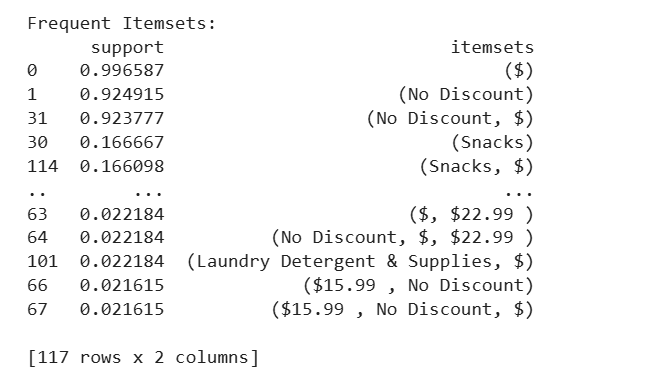 Frequent Itemsets:
support itemsets
0 0.996587 ($)
1 0.924915 (No Discount)
31 0.923777 (No Discount, $)
30 0.166667 (Snacks)
114 0.166098 (Snacks, $)
.. ... ...
63 0.022184 ($, $22.99 )
64 0.022184 (No Discount, $, $22.99 )
101 0.022184 (Laundry Detergent & Supplies, $)
66 0.021615 ($15.99 , No Discount)
67 0.021615 ($15.99 , No Discount, $)
[117 rows x 2 columns]